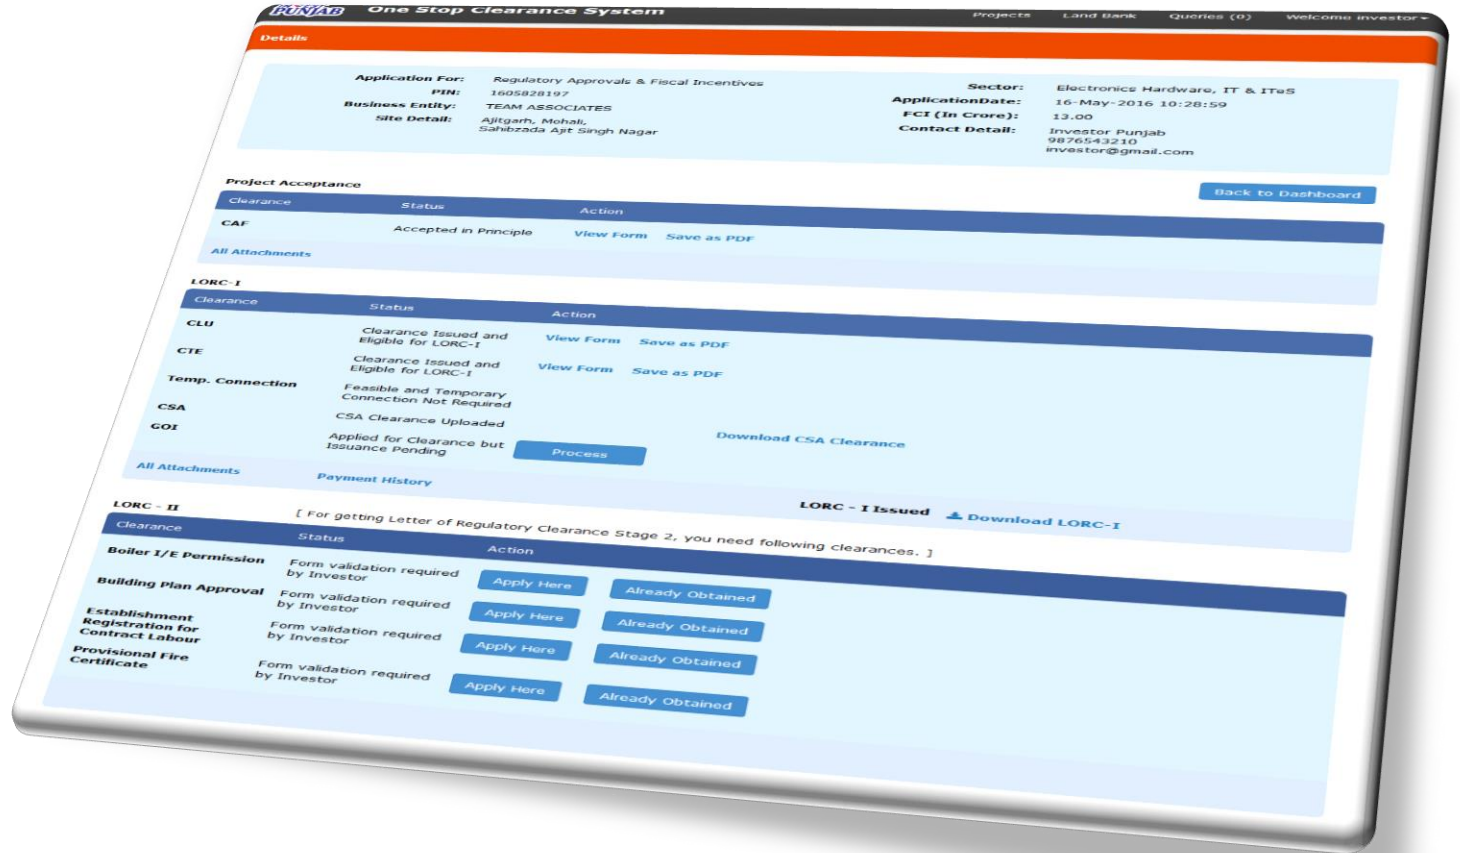 PUNJAB One Stop Clearance System Projects Land Bank Queries (0) Welcome investor
Details
Application For: Regulatory Approvals & Fiscal Incentives
PIN: 1605828197
Business Entity: TEAM ASSOCIATES
Site Detail: Ajitgarh, Mohali,
Sahibzada Ajit Singh Nagar
Sector: Electronics Hardware, IT & ITeS
ApplicationDate: 16-May-2016 10:28:59
FCI (In Crore): 13.00
Contact Detail: Investor Punjab
9876543210
investor@gmail.com
Back to Dashboard
Project Acceptance
Clearance Status Action
CAF Accepted in Principle View Form Save as PDF
All Attachments
LORC-I
Clearance Status Action
CLU Clearance Issued and
Eligible for LORC-I View Form Save as PDF
CTE Clearance Issued and
Eligible for LORC-I View Form Save as PDF
Temp. Connection Feasible and Temporary
Connection Not Required
CSA CSA Clearance Uploaded Download CSA Clearance
GOI Applied for Clearance but
Issuance Pending Process
All Attachments Payment History LORC - I Issued Download LORC-I
LORC - II [ For getting Letter of Regulatory Clearance Stage 2, you need following clearances. ]
Clearance Status Action
Boiler I/E Permission Form validation required
by Investor Apply Here Already Obtained
Building Plan Approval Form validation required
by Investor Apply Here Already Obtained
Establishment
Registration for
Contract Labour Form validation required
by Investor Apply Here Already Obtained
Provisional Fire
Certificate Form validation required
by Investor Apply Here Already Obtained